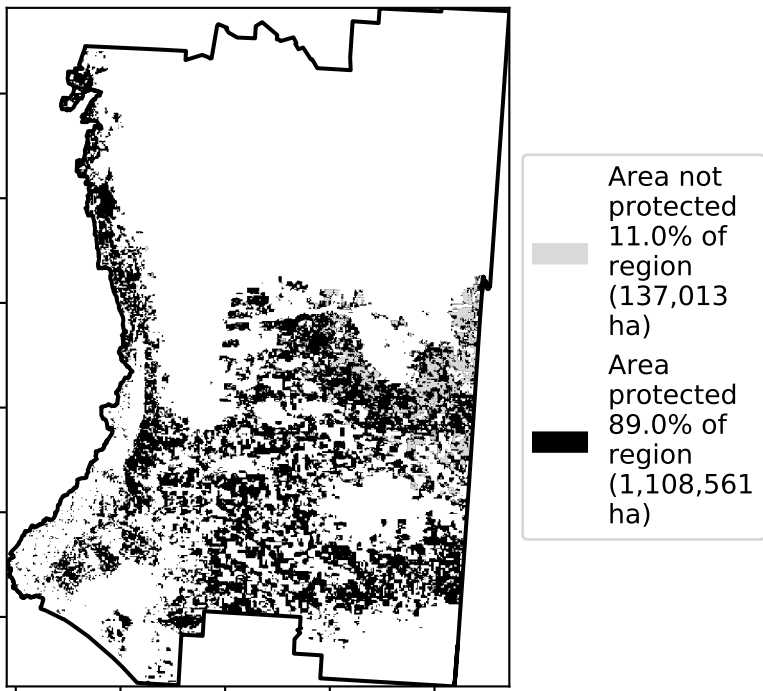 Area not
protected
11.0% of
region
(137,013
ha)
Area
protected
89.0% of
region
(1,108,561
ha)